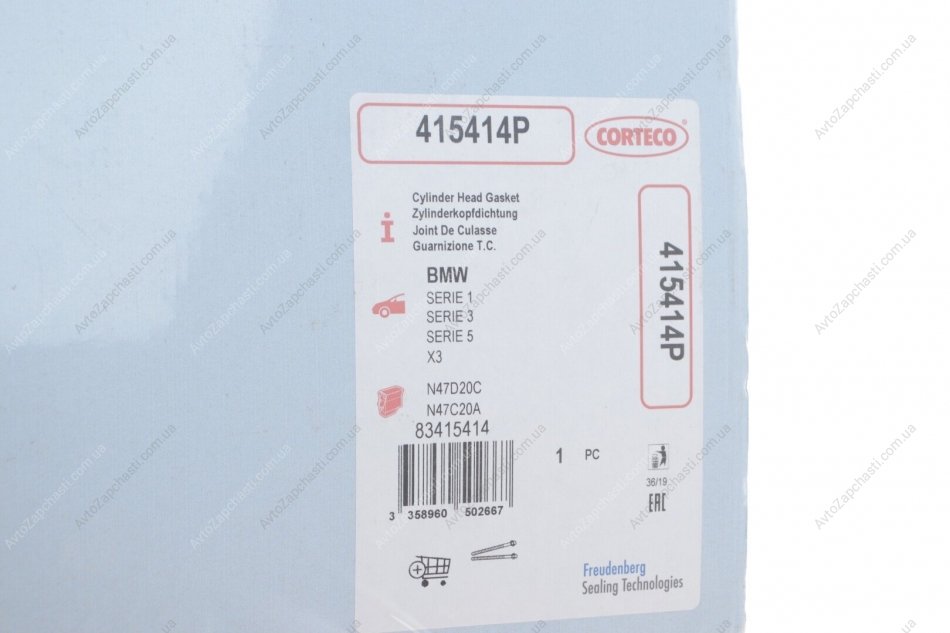 415414P
CORTECO®
Cylinder Head Gasket
Zylinderkopfdichtung
Joint De Culasse
Guarnizione T.C.
BMW
SERIE 1
SERIE 3
SERIE 5
X3
415414P
N47D20C
N47C20A
83415414
3 358960 502667
1 PC
36/19
EAC
Freudenberg
Sealing Technologies
AvtoZapchasti.com.ua